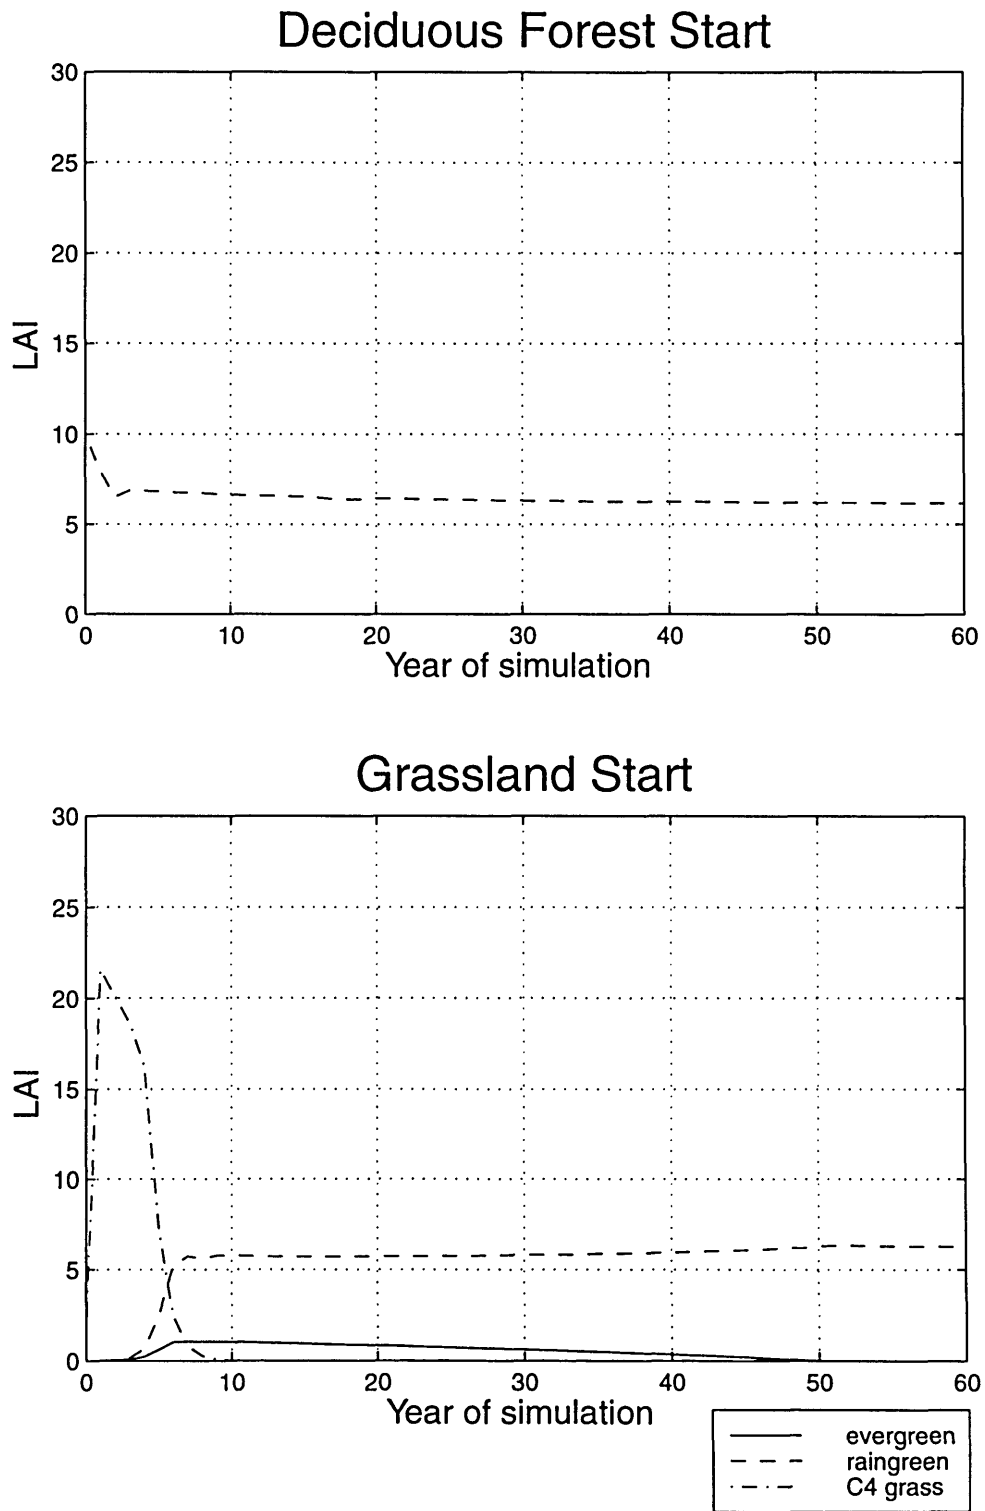 Deciduous Forest Start
30
25
20
15
10
5
0
LAI
0 10 20 30 40 50 60
Year of simulation
Grassland Start
30
25
20
15
10
5
0
LAI
0 10 20 30 40 50 60
Year of simulation
evergreen
raingreen
C4 grass